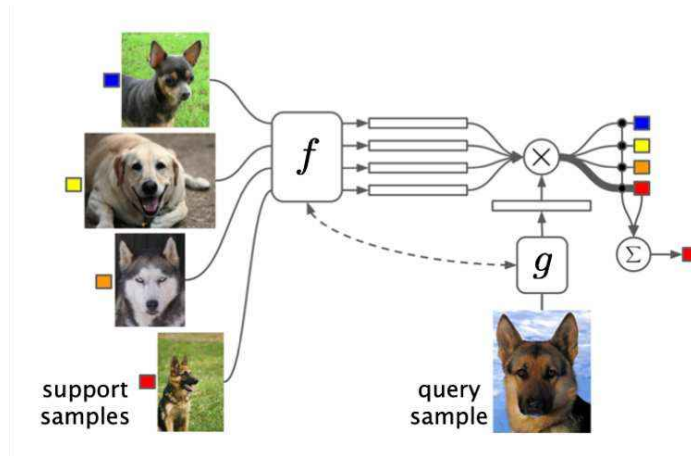 f
×
g
Σ
support
samples
query
sample